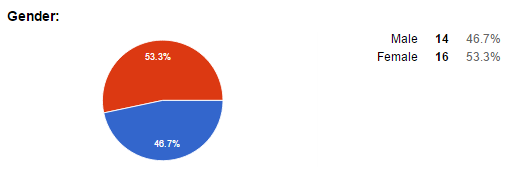 Gender:
Male 14 46.7%
Female 16 53.3%
53.3%
46.7%